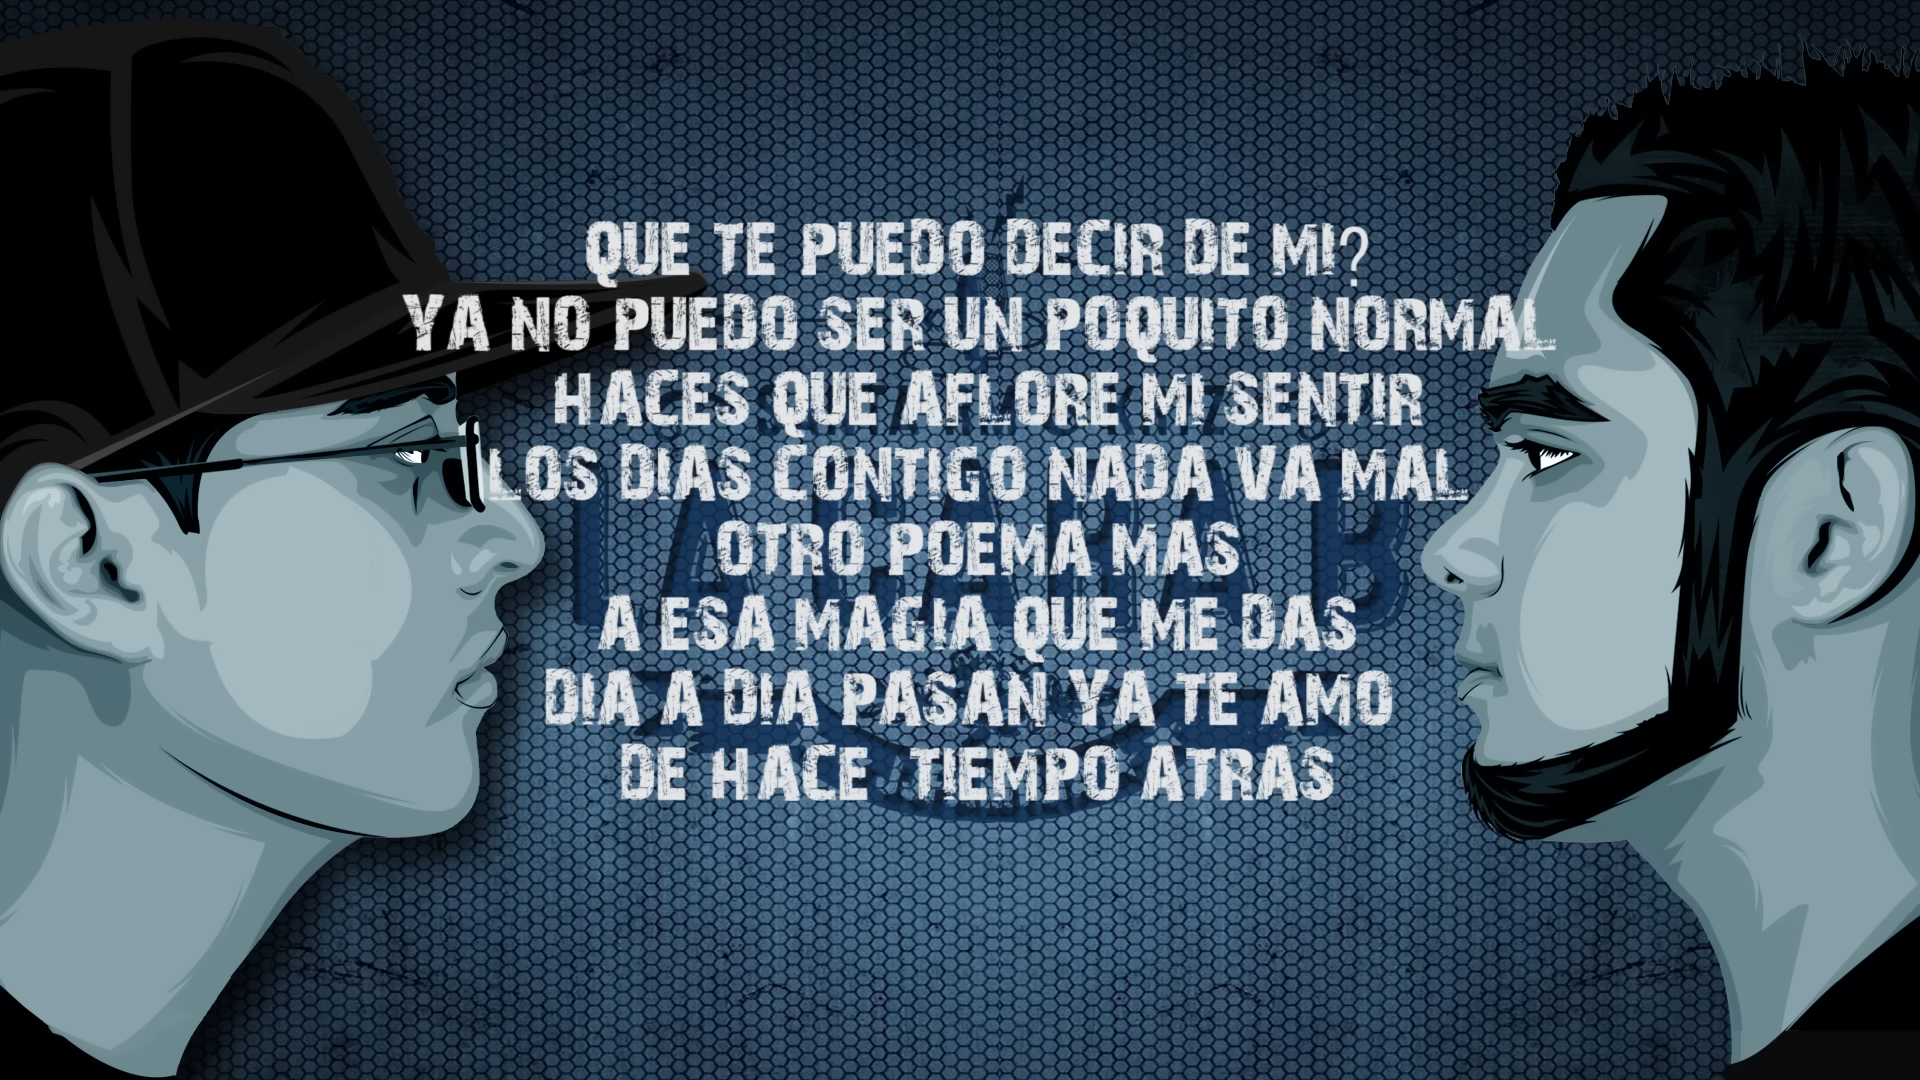 QUE TE PUEDO DECIR DE MI?
YA NO PUEDO SER UN POQUITO NORMAL
HACES QUE AFLORE MI SENTIR
LOS DIAS CONTIGO NADA VA MAL
OTRO POEMA MAS
A ESA MAGIA QUE ME DAS
DIA A DIA PASAN YA TE AMO
DE HACE TIEMPO ATRAS